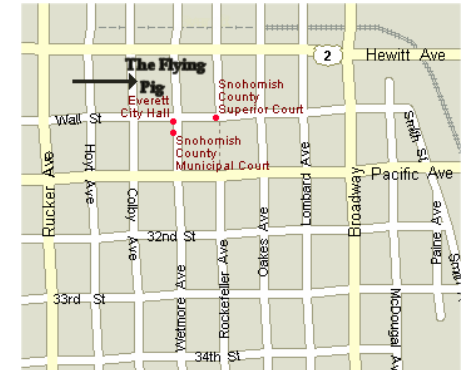 2
Hewitt Ave
The Flying
Pig
Everett
City Hall
Snohomish
County
Superior Court
Wall St
Snohomish
County
Municipal Court
Smith St
Pacific Ave
Rucker Ave
Hoyt Ave
Colby Ave
Lombard Ave
Broadway
32nd St
Wetmore Ave
Rockefeller Ave
Oakes Ave
Paine Ave
33rd St
McDougal Av
34th St